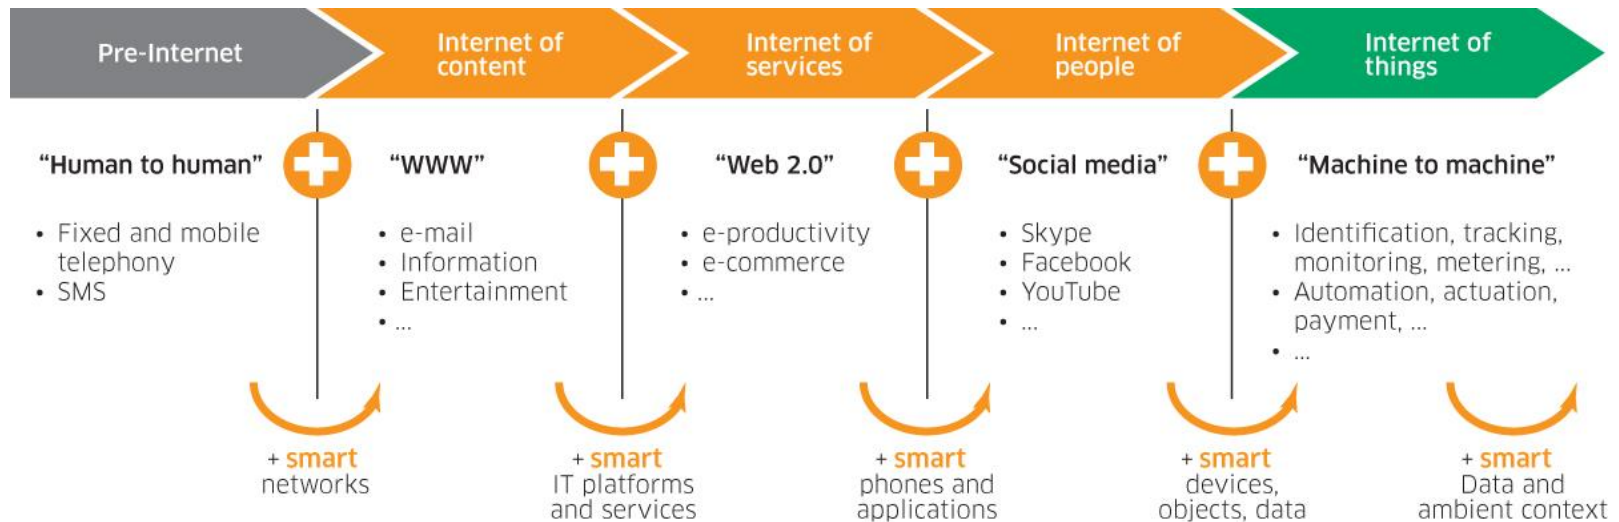 Pre-Internet
Internet of
content
Internet of
services
Internet of
people
Internet of
things
“Human to human”
“WWW”
“Web 2.0”
“Social media”
“Machine to machine”
• Fixed and mobile
telephony
• SMS
• e-mail
• Information
• Entertainment
• ...
• e-productivity
• e-commerce
• ...
• Skype
• Facebook
• YouTube
• ...
• Identification, tracking,
monitoring, metering, ...
• Automation, actuation,
payment, ...
• ...
+ smart
networks
+ smart
IT platforms
and services
+ smart
phones and
applications
+ smart
devices,
objects, data
+ smart
Data and
ambient context